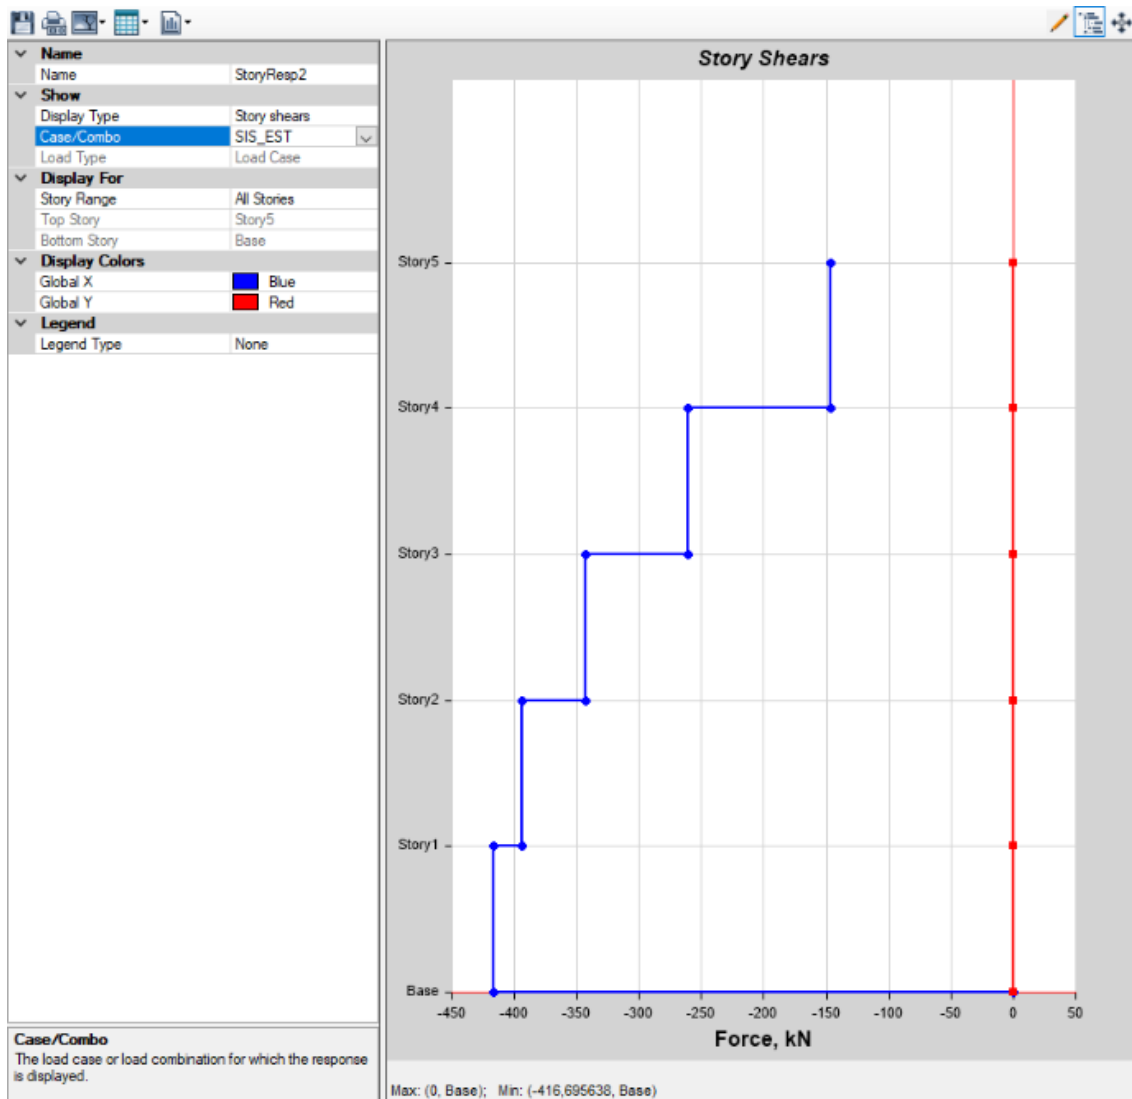 Name
Name StoryResp2
Show
Display Type Story shears
Case/Combo SIS_EST
Load Type Load Case
Display For
Story Range All Stories
Top Story Story5
Bottom Story Base
Display Colors
Global X Blue
Global Y Red
Legend
Legend Type None
Case/Combo
The load case or load combination for which the response
is displayed.
Story Shears
Story5
Story4
Story3
Story2
Story1
Base
-450 -400 -350 -300 -250 -200 -150 -100 -50 0 50
Force, kN
Max: (0, Base); Min: (-416,695638, Base)